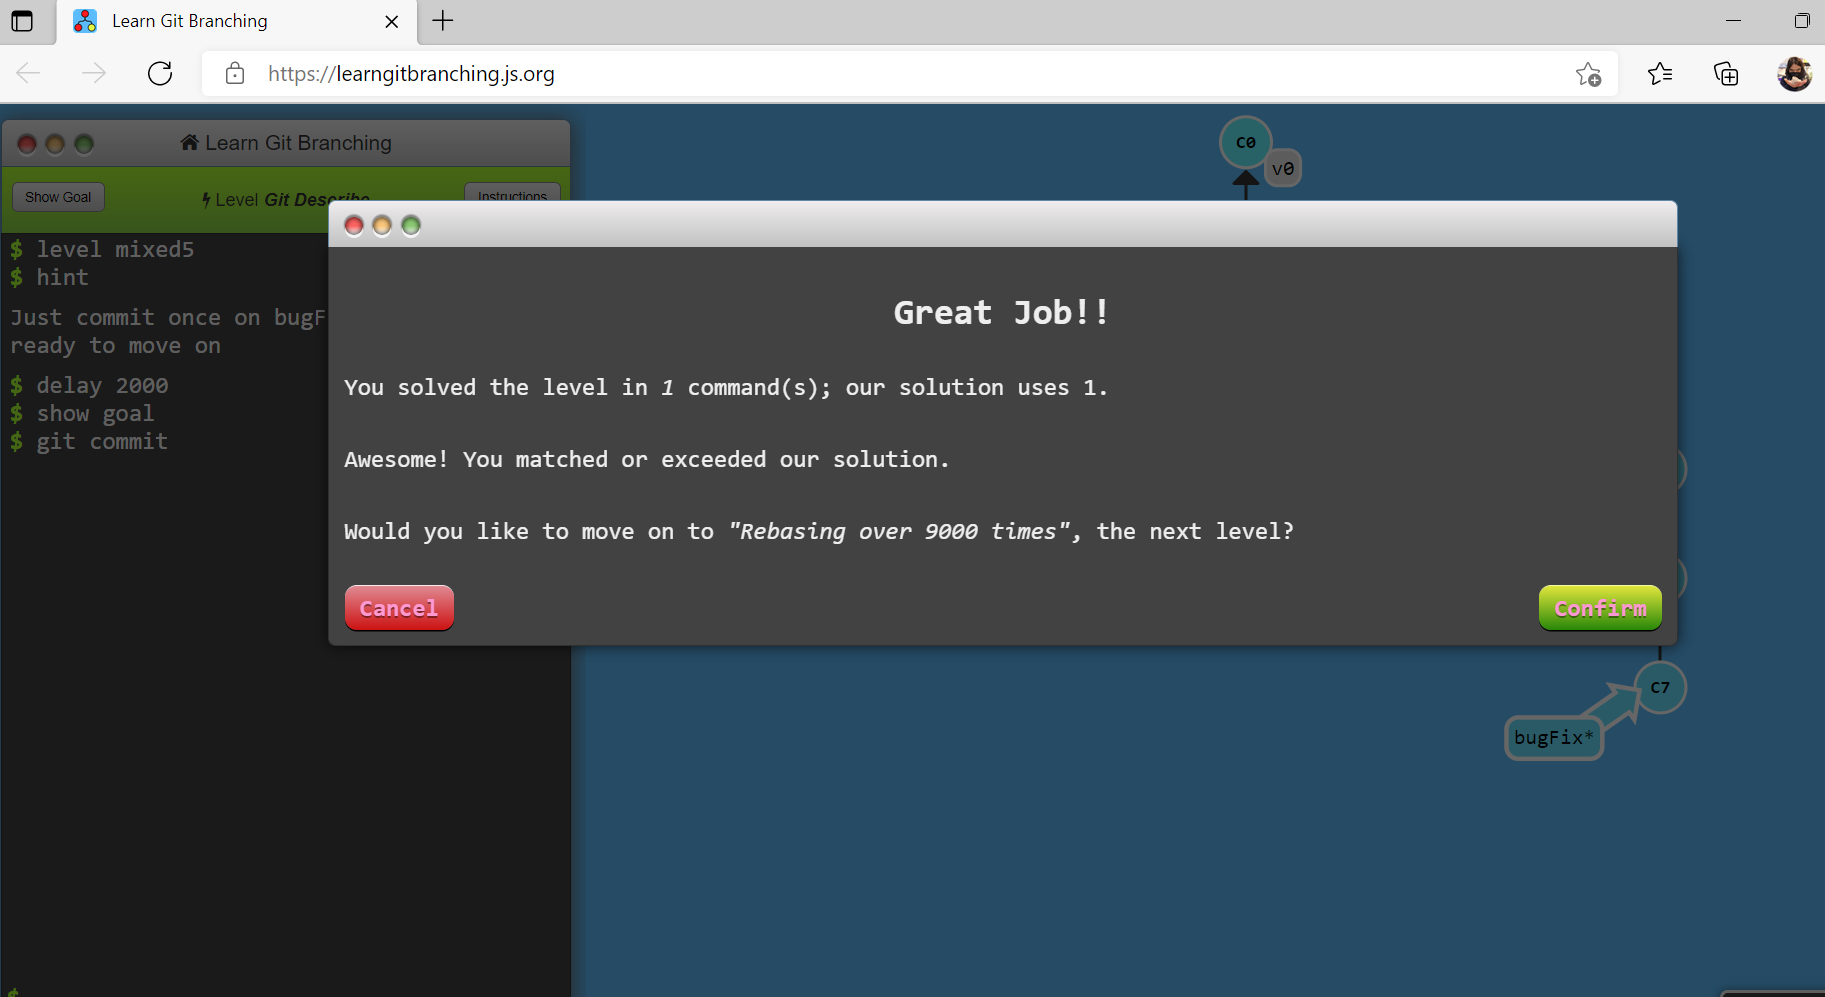 Learn Git Branching
https://learngitbranching.js.org
Learn Git Branching
Show Goal
Level Git Describe
Instructions
$ level mixed5
$ hint
Just commit once on bugF
ready to move on
$ delay 2000
$ show goal
$ git commit
$
C0
v0
Great Job!!
You solved the level in 1 command(s); our solution uses 1.
Awesome! You matched or exceeded our solution.
Would you like to move on to "Rebasing over 9000 times", the next level?
Cancel
Confirm
C7
bugFix*